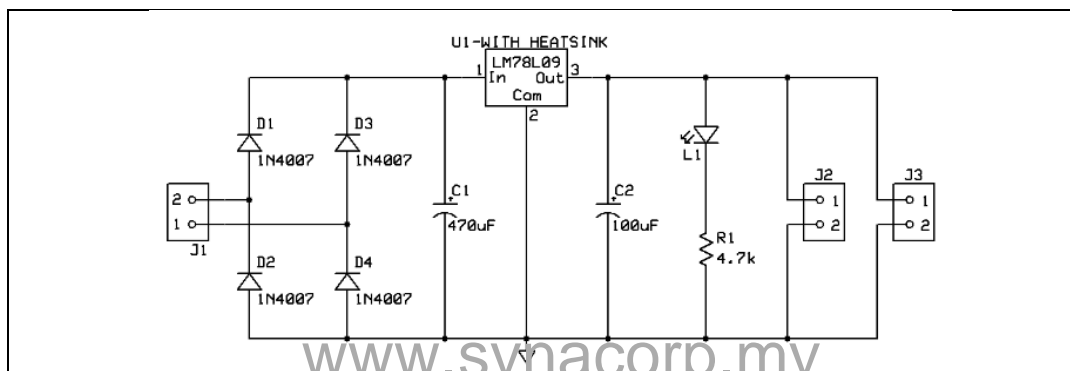 U1-WITH HEATSINK
LM78L09
1 In Out 3
Com
2
D1
1N4007
D3
1N4007
C1
470uF
C2
100uF
L1
R1
4.7k
J1
2
1
D2
1N4007
D4
1N4007
J2
1
2
J3
1
2
www.synacorp.my